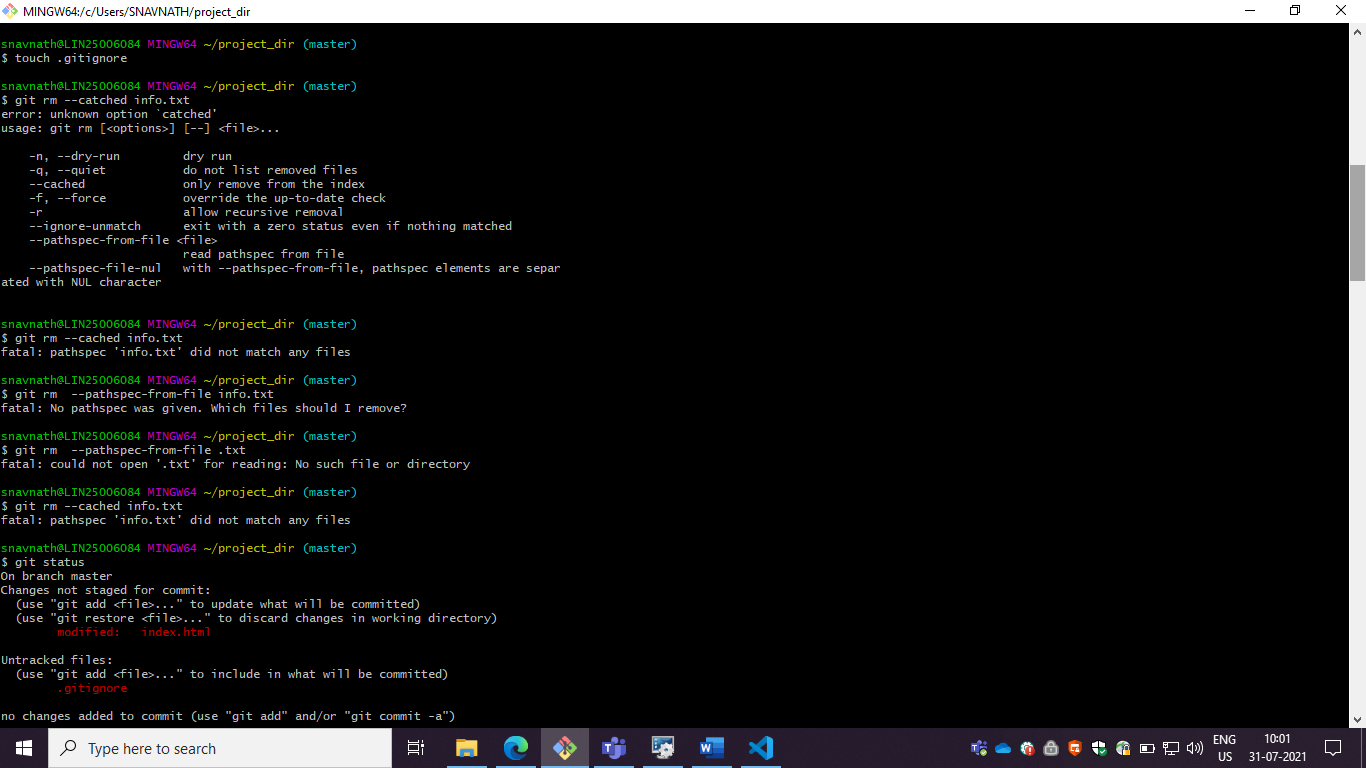 MINGW64:/c/Users/SNAVNATH/project_dir
snavnath@LIN25006084 MINGW64 ~/project_dir (master)
$ touch .gitignore
snavnath@LIN25006084 MINGW64 ~/project_dir (master)
$ git rm --catched info.txt
error: unknown option `catched'
usage: git rm [<options>] [--] <file>...
    -n, --dry-run         dry run
    -q, --quiet           do not list removed files
    --cached              only remove from the index
    -f, --force           override the up-to-date check
    -r                    allow recursive removal
    --ignore-unmatch      exit with a zero status even if nothing matched
    --pathspec-from-file <file>
                          read pathspec from file
    --pathspec-file-nul   with --pathspec-from-file, pathspec elements are separ
ated with NUL character
snavnath@LIN25006084 MINGW64 ~/project_dir (master)
$ git rm --cached info.txt
fatal: pathspec 'info.txt' did not match any files
snavnath@LIN25006084 MINGW64 ~/project_dir (master)
$ git rm  --pathspec-from-file info.txt
fatal: No pathspec was given. Which files should I remove?
snavnath@LIN25006084 MINGW64 ~/project_dir (master)
$ git rm  --pathspec-from-file .txt
fatal: could not open '.txt' for reading: No such file or directory
snavnath@LIN25006084 MINGW64 ~/project_dir (master)
$ git rm --cached info.txt
fatal: pathspec 'info.txt' did not match any files
snavnath@LIN25006084 MINGW64 ~/project_dir (master)
$ git status
On branch master
Changes not staged for commit:
  (use "git add <file>..." to update what will be committed)
  (use "git restore <file>..." to discard changes in working directory)
        modified:   index.html
Untracked files:
  (use "git add <file>..." to include in what will be committed)
        .gitignore
no changes added to commit (use "git add" and/or "git commit -a")
Type here to search
ENG
US
10:01
31-07-2021